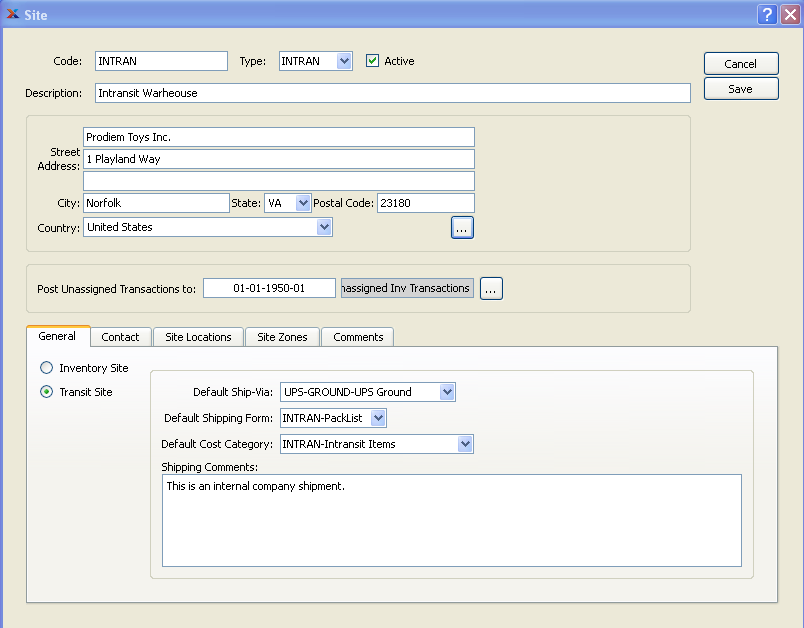 Site
Code: INTRAN Type: INTRAN Active
Cancel
Description: Intransit Warheouse
Save
Prodiem Toys Inc.
Street Address: 1 Playland Way
City: Norfolk State: VA Postal Code: 23180
Country: United States ...
Post Unassigned Transactions to: 01-01-1950-01 nassigned Inv Transactions ...
General Contact Site Locations Site Zones Comments
Inventory Site
Transit Site
Default Ship-Via: UPS-GROUND-UPS Ground
Default Shipping Form: INTRAN-PackList
Default Cost Category: INTRAN-Intransit Items
Shipping Comments:
This is an internal company shipment.